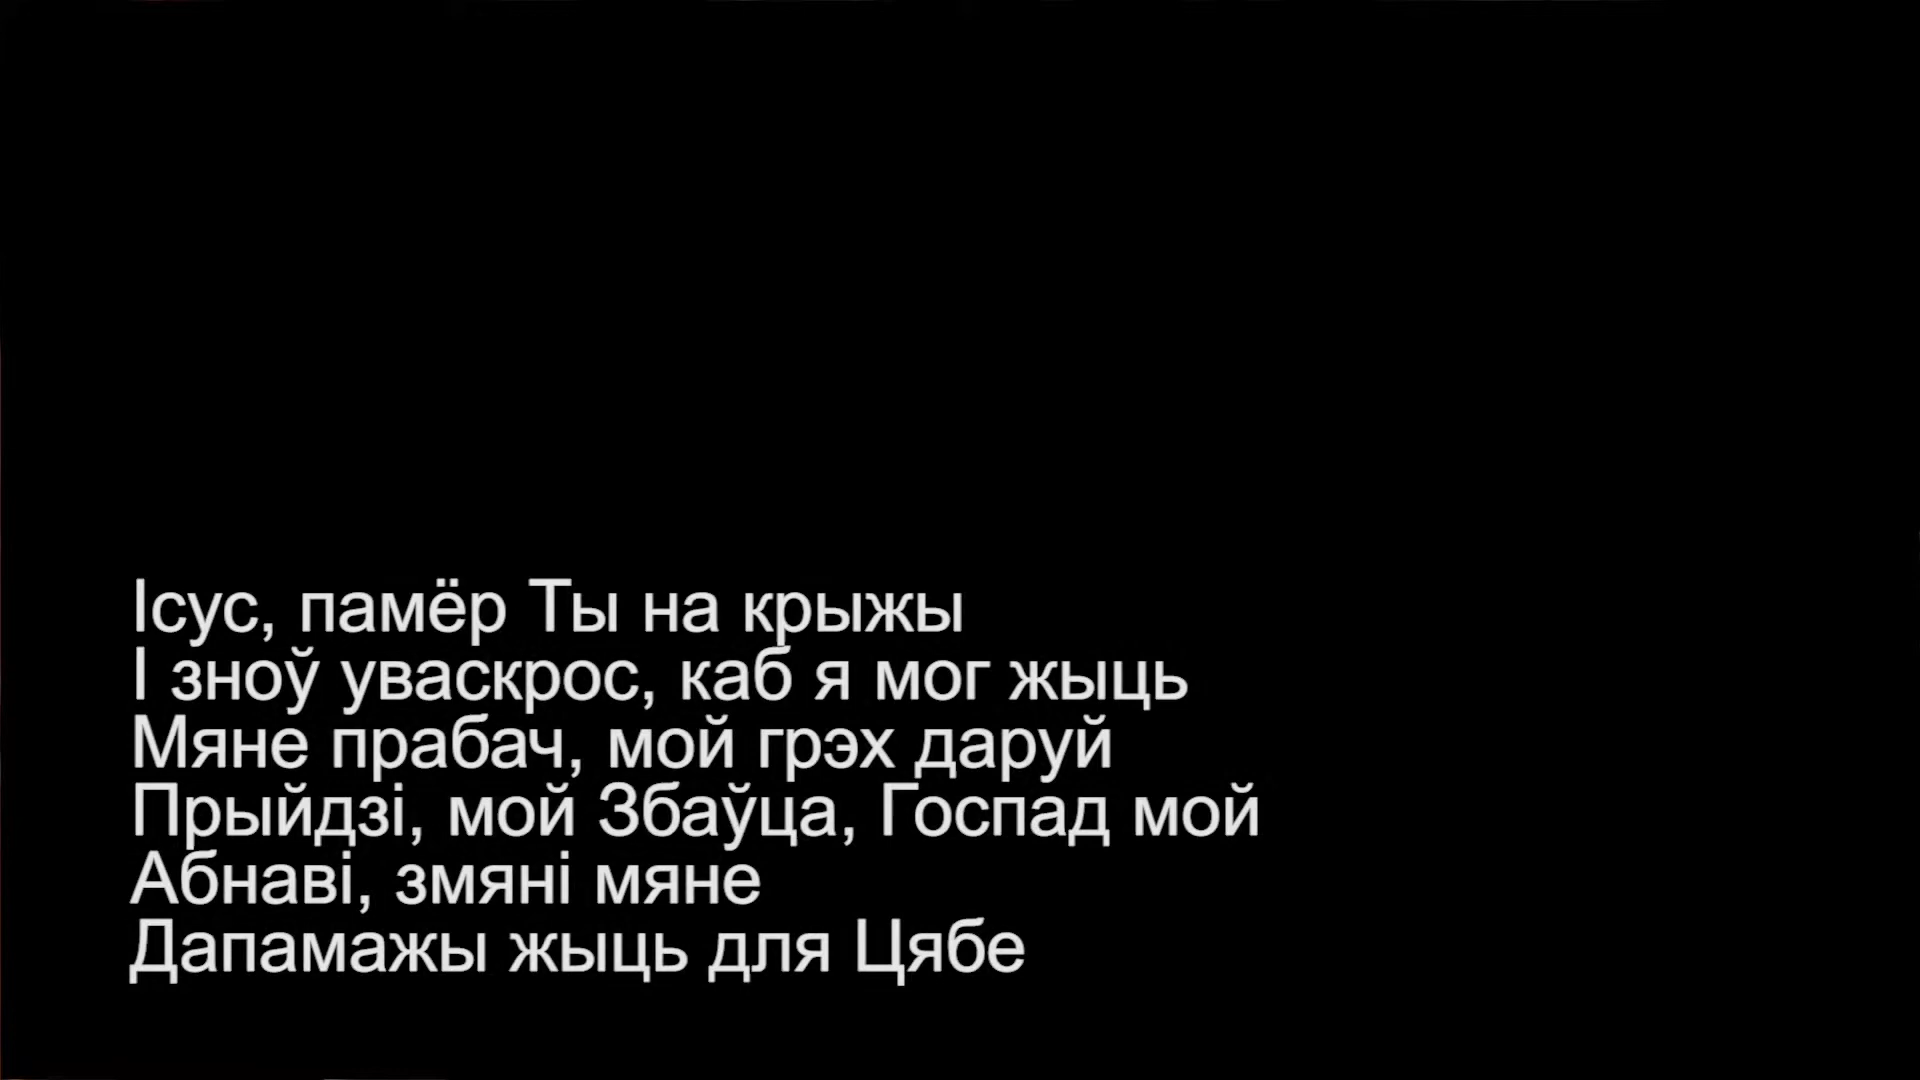 Ісус, памёр Ты на крыжы
І зноў уваскрос, каб я мог жыць
Мяне прабач, мой грэх даруй
Прыйдзі, мой Збаўца, Госпад мой
Абнаві, змяні мяне
Дапамажы жыць для Цябе